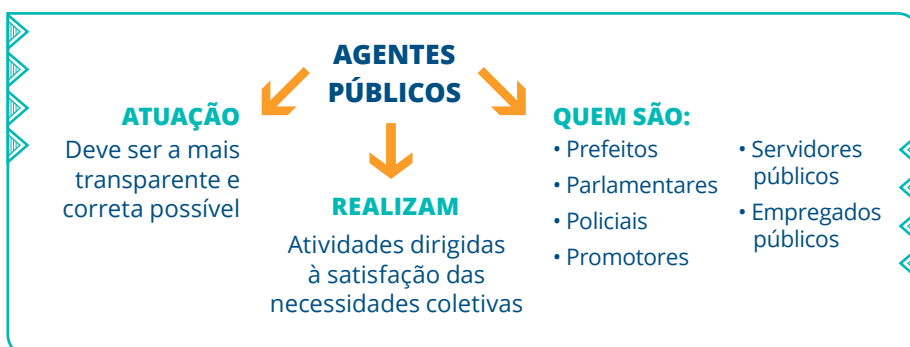 AGENTES
PÚBLICOS
ATUAÇÃO
Deve ser a mais
transparente e
correta possível
REALIZAM
Atividades dirigidas
à satisfação das
necessidades coletivas
QUEM SÃO:
• Prefeitos
• Parlamentares
• Policiais
• Promotores
• Servidores
públicos
• Empregados
públicos